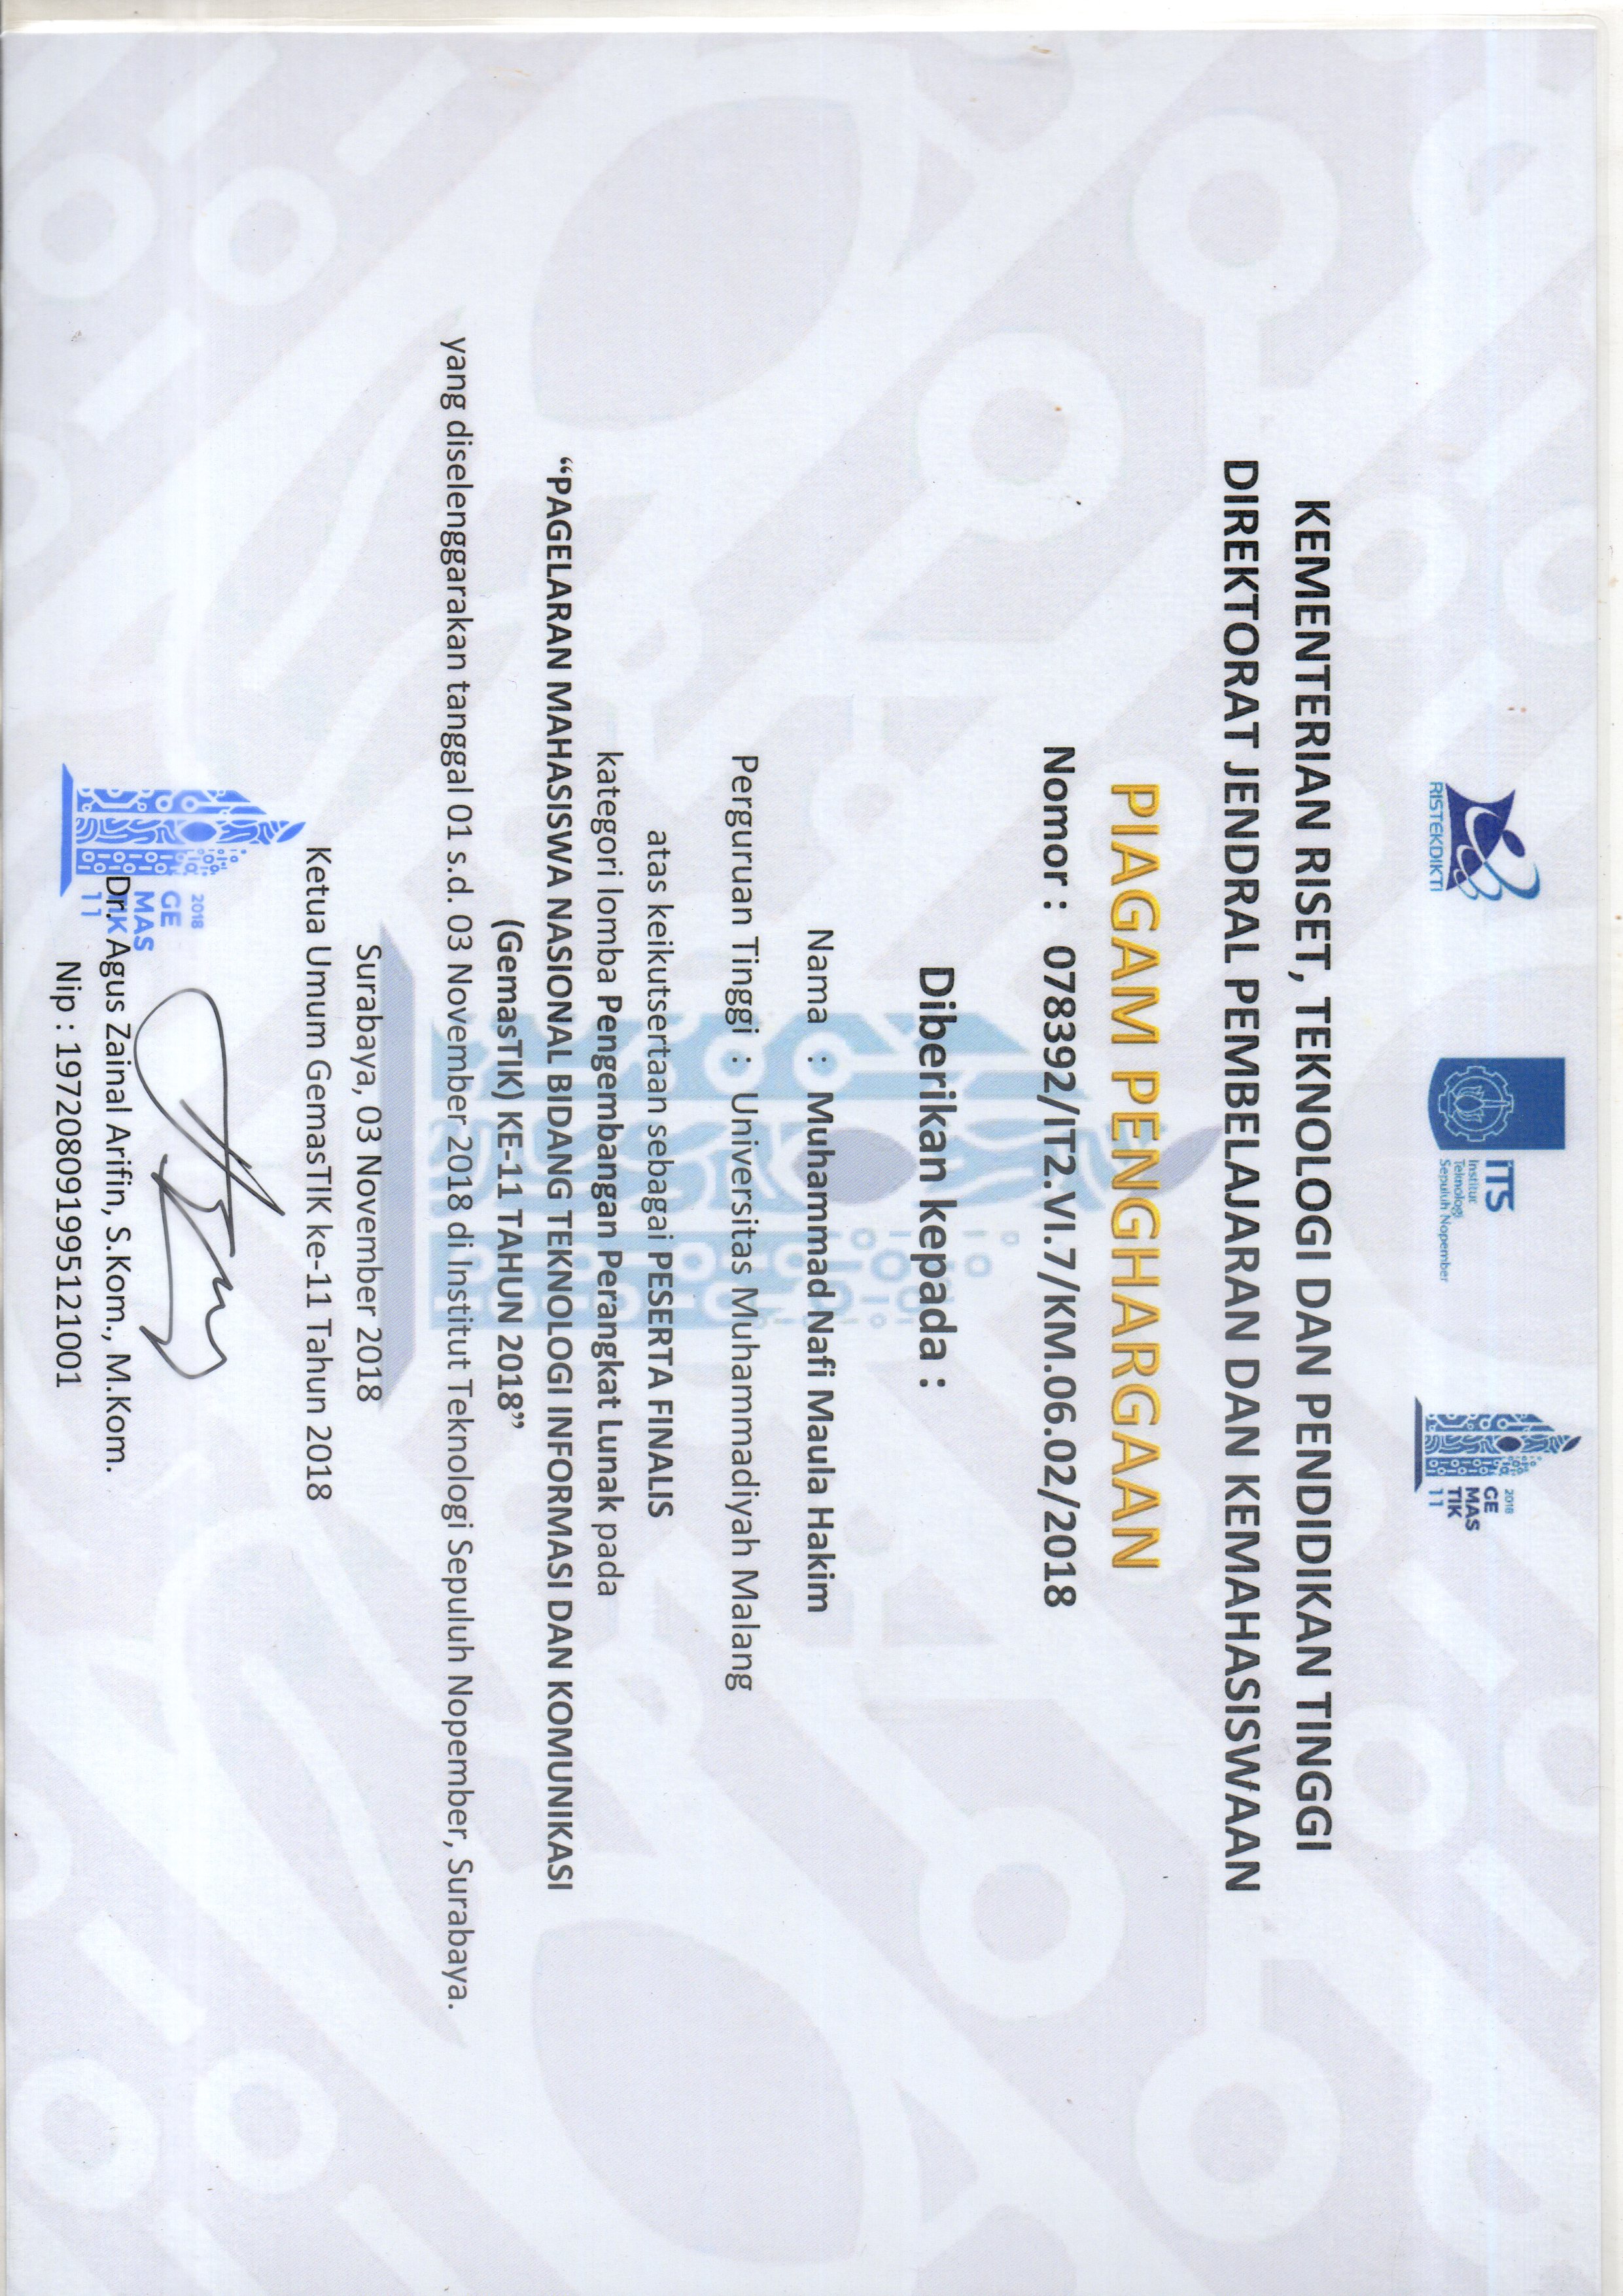 RISTEKDIKTI
ITS
Institut
Teknologi
Sepuluh Nopember
2018
GE
MAS
TIK
11
KEMENTERIAN RISET, TEKNOLOGI DAN PENDIDIKAN TINGGI
DIREKTORAT JENDRAL PEMBELAJARAN DAN KEMAHASISWAAN
PIAGAM PENGHARGAAN
Nomor : 078392/IT2.VI.7/KM.06.02/2018
Diberikan kepada :
Nama : Muhammad Nafi Maula Hakim
Perguruan Tinggi : Universitas Muhammadiyah Malang
atas keikutsertaan sebagai PESERTA FINALIS
kategori lomba Pengembangan Perangkat Lunak pada
“PAGELARAN MAHASISWA NASIONAL BIDANG TEKNOLOGI INFORMASI DAN KOMUNIKASI
(GemasTIK) KE-11 TAHUN 2018”
yang diselenggarakan tanggal 01 s.d. 03 November 2018 di Institut Teknologi Sepuluh Nopember, Surabaya.
Surabaya, 03 November 2018
Ketua Umum GemasTIK ke-11 Tahun 2018
2018
GE
MAS
TIK
11
Dr. Agus Zainal Arifin, S.Kom., M.Kom.
Nip : 197208091995121001